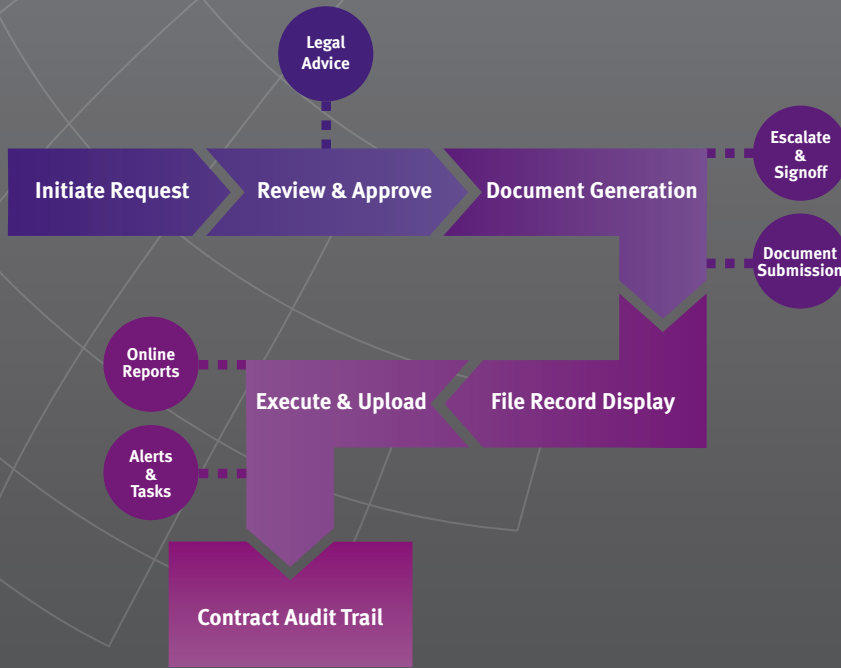 Legal
Advice
Initiate Request
Review & Approve
Document Generation
Escalate
&
Signoff
Document
Submission
Online
Reports
Execute & Upload
File Record Display
Alerts
&
Tasks
Contract Audit Trail